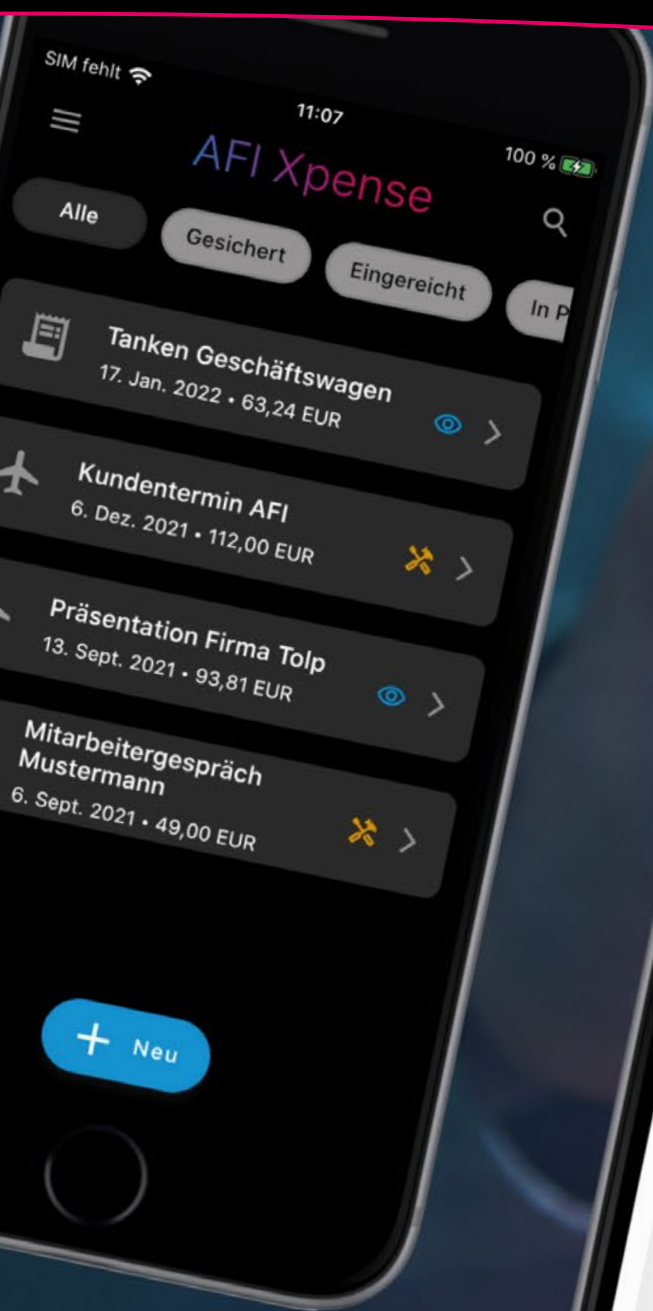 SIM fehlt
11:07
100 %
AFI Xpense
Alle
Gesichert
Eingereicht
In P
Tanken Geschäftswagen
17. Jan. 2022 • 63,24 EUR
Kundentermin AFI
6. Dez. 2021 • 112,00 EUR
Präsentation Firma Tolp
13. Sept. 2021 • 93,81 EUR
Mitarbeitergespräch
Mustermann
6. Sept. 2021 • 49,00 EUR
+ Neu